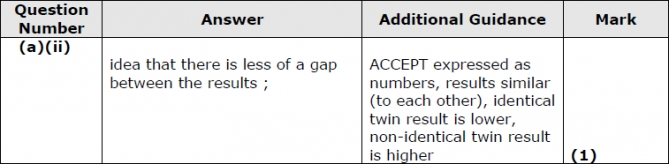 Question Number
Answer
Additional Guidance
Mark
(a)(ii)
idea that there is less of a gap
between the results ;
ACCEPT expressed as
numbers, results similar
(to each other), identical
twin result is lower,
non-identical twin result
is higher
(1)